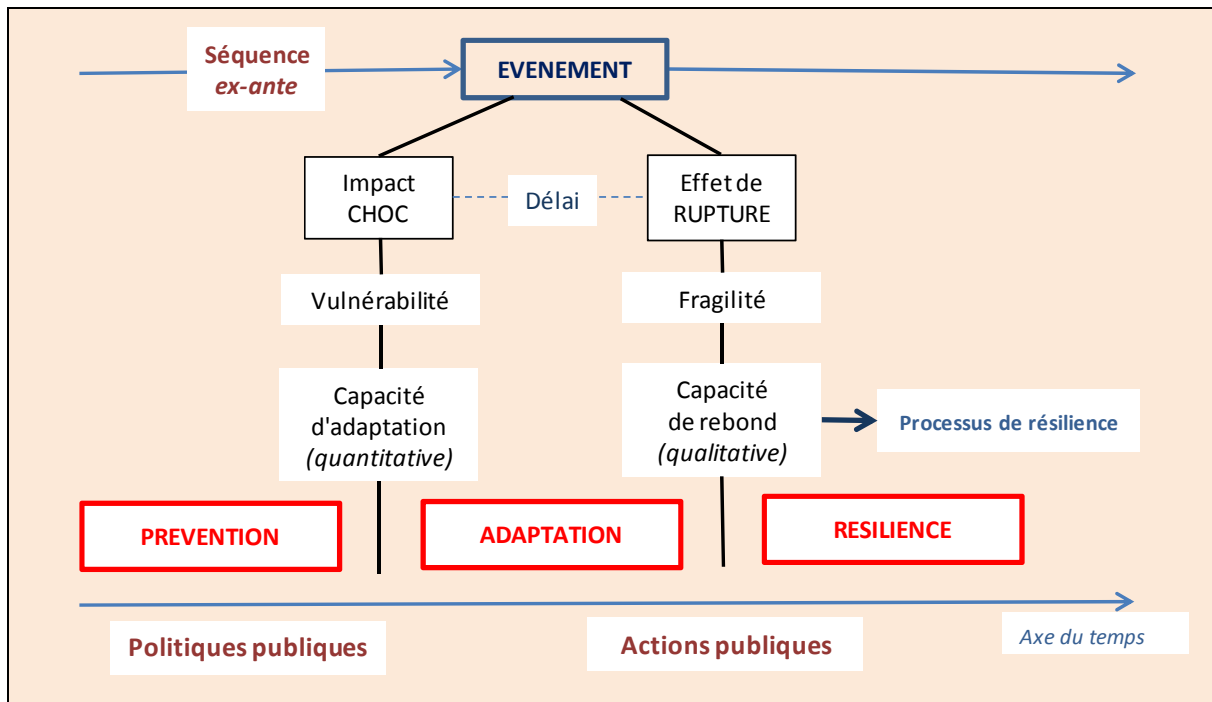 Séquence
ex-ante
EVENEMENT
Impact
CHOC
Délai
Effet de
RUPTURE
Vulnérabilité
Fragilité
Capacité
d'adaptation
(quantitative)
Capacité
de rebond
(qualitative)
Processus de résilience
PREVENTION
ADAPTATION
RESILIENCE
Politiques publiques
Actions publiques
Axe du temps